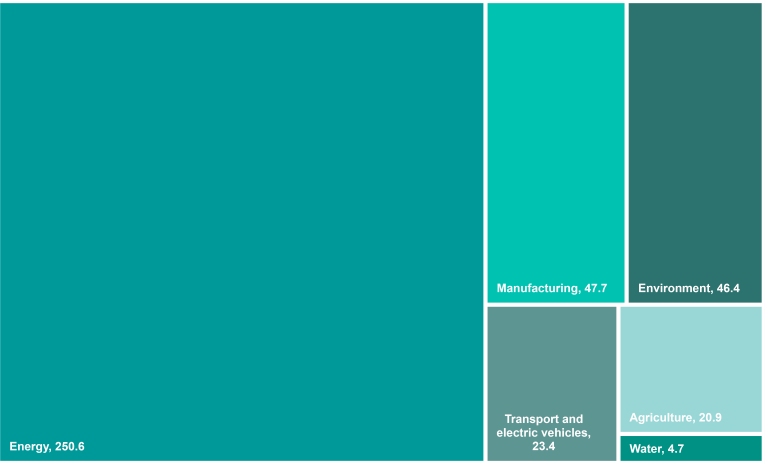 Manufacturing, 47.7
Environment, 46.4
Transport and
electric vehicles,
23.4
Agriculture, 20.9
Energy, 250.6
Water, 4.7